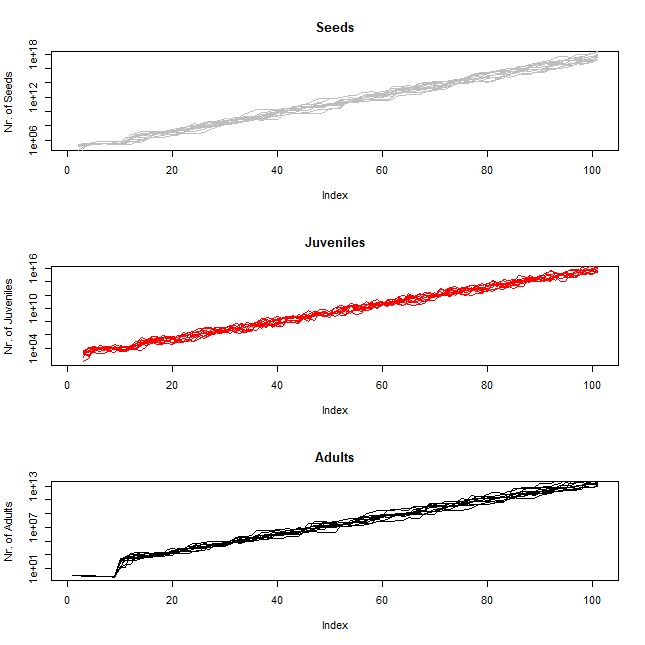 Seeds
Nr. of Seeds
1e+06 1e+12 1e+18
0 20 40 60 80 100
Index
Juveniles
Nr. of Juveniles
1e+04 1e+10 1e+16
0 20 40 60 80 100
Index
Adults
Nr. of Adults
1e+01 1e+07 1e+13
0 20 40 60 80 100
Index